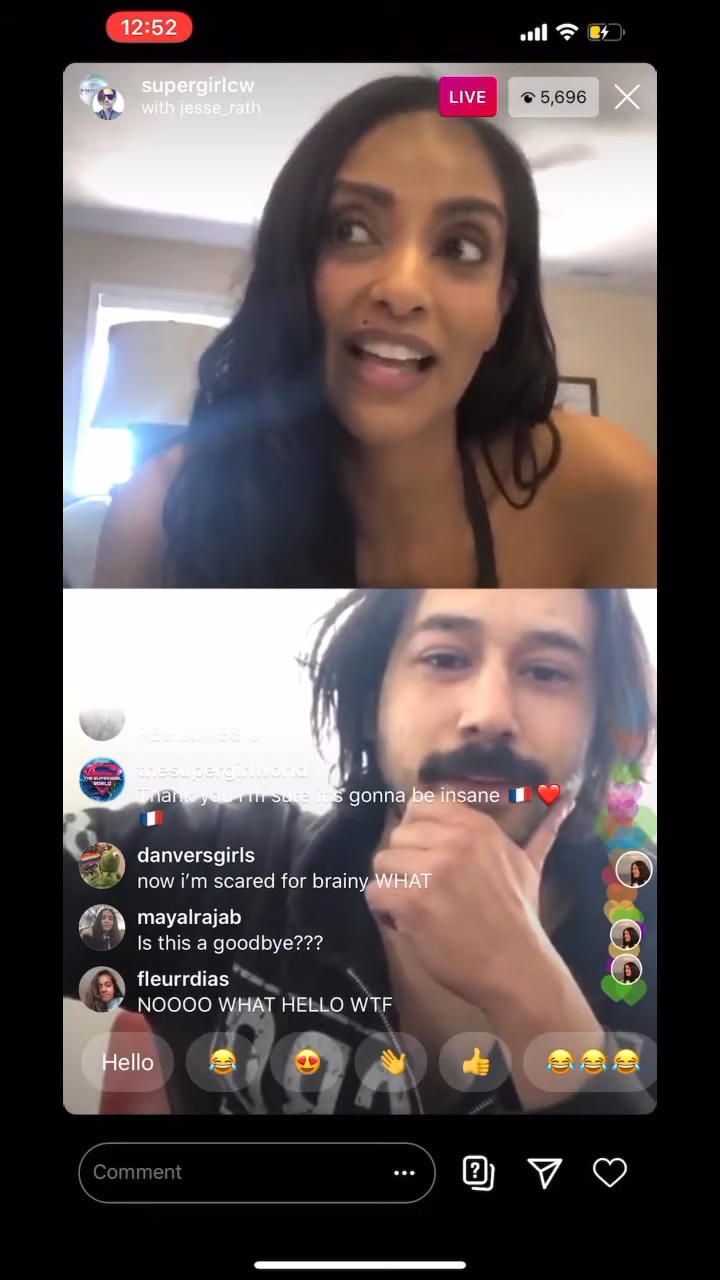 12:52
supergirlcw
with jesse_rath
LIVE
5,696
thesupergirlworld
Thank you I'm sure it's gonna be insane 🇫🇷❤️
🇫🇷
danversgirls
now i'm scared for brainy WHAT
mayalrajab
Is this a goodbye???
fleurrdias
NOOOO WHAT HELLO WTF
Hello 😂 😍 👋 👍 😂😂😂
Comment